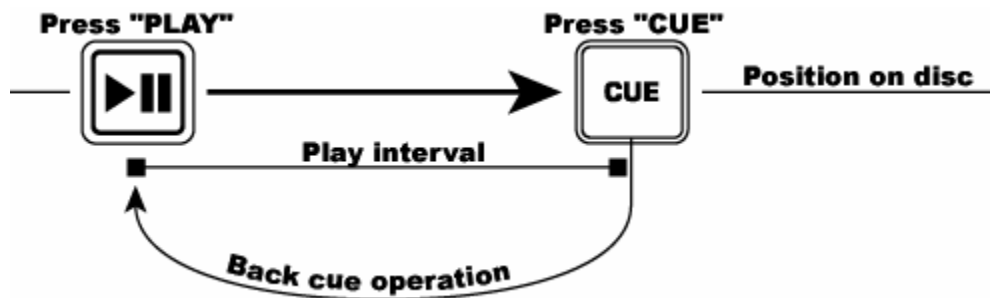 Press "PLAY"
Press "CUE"
CUE
Position on disc
Play interval
Back cue operation